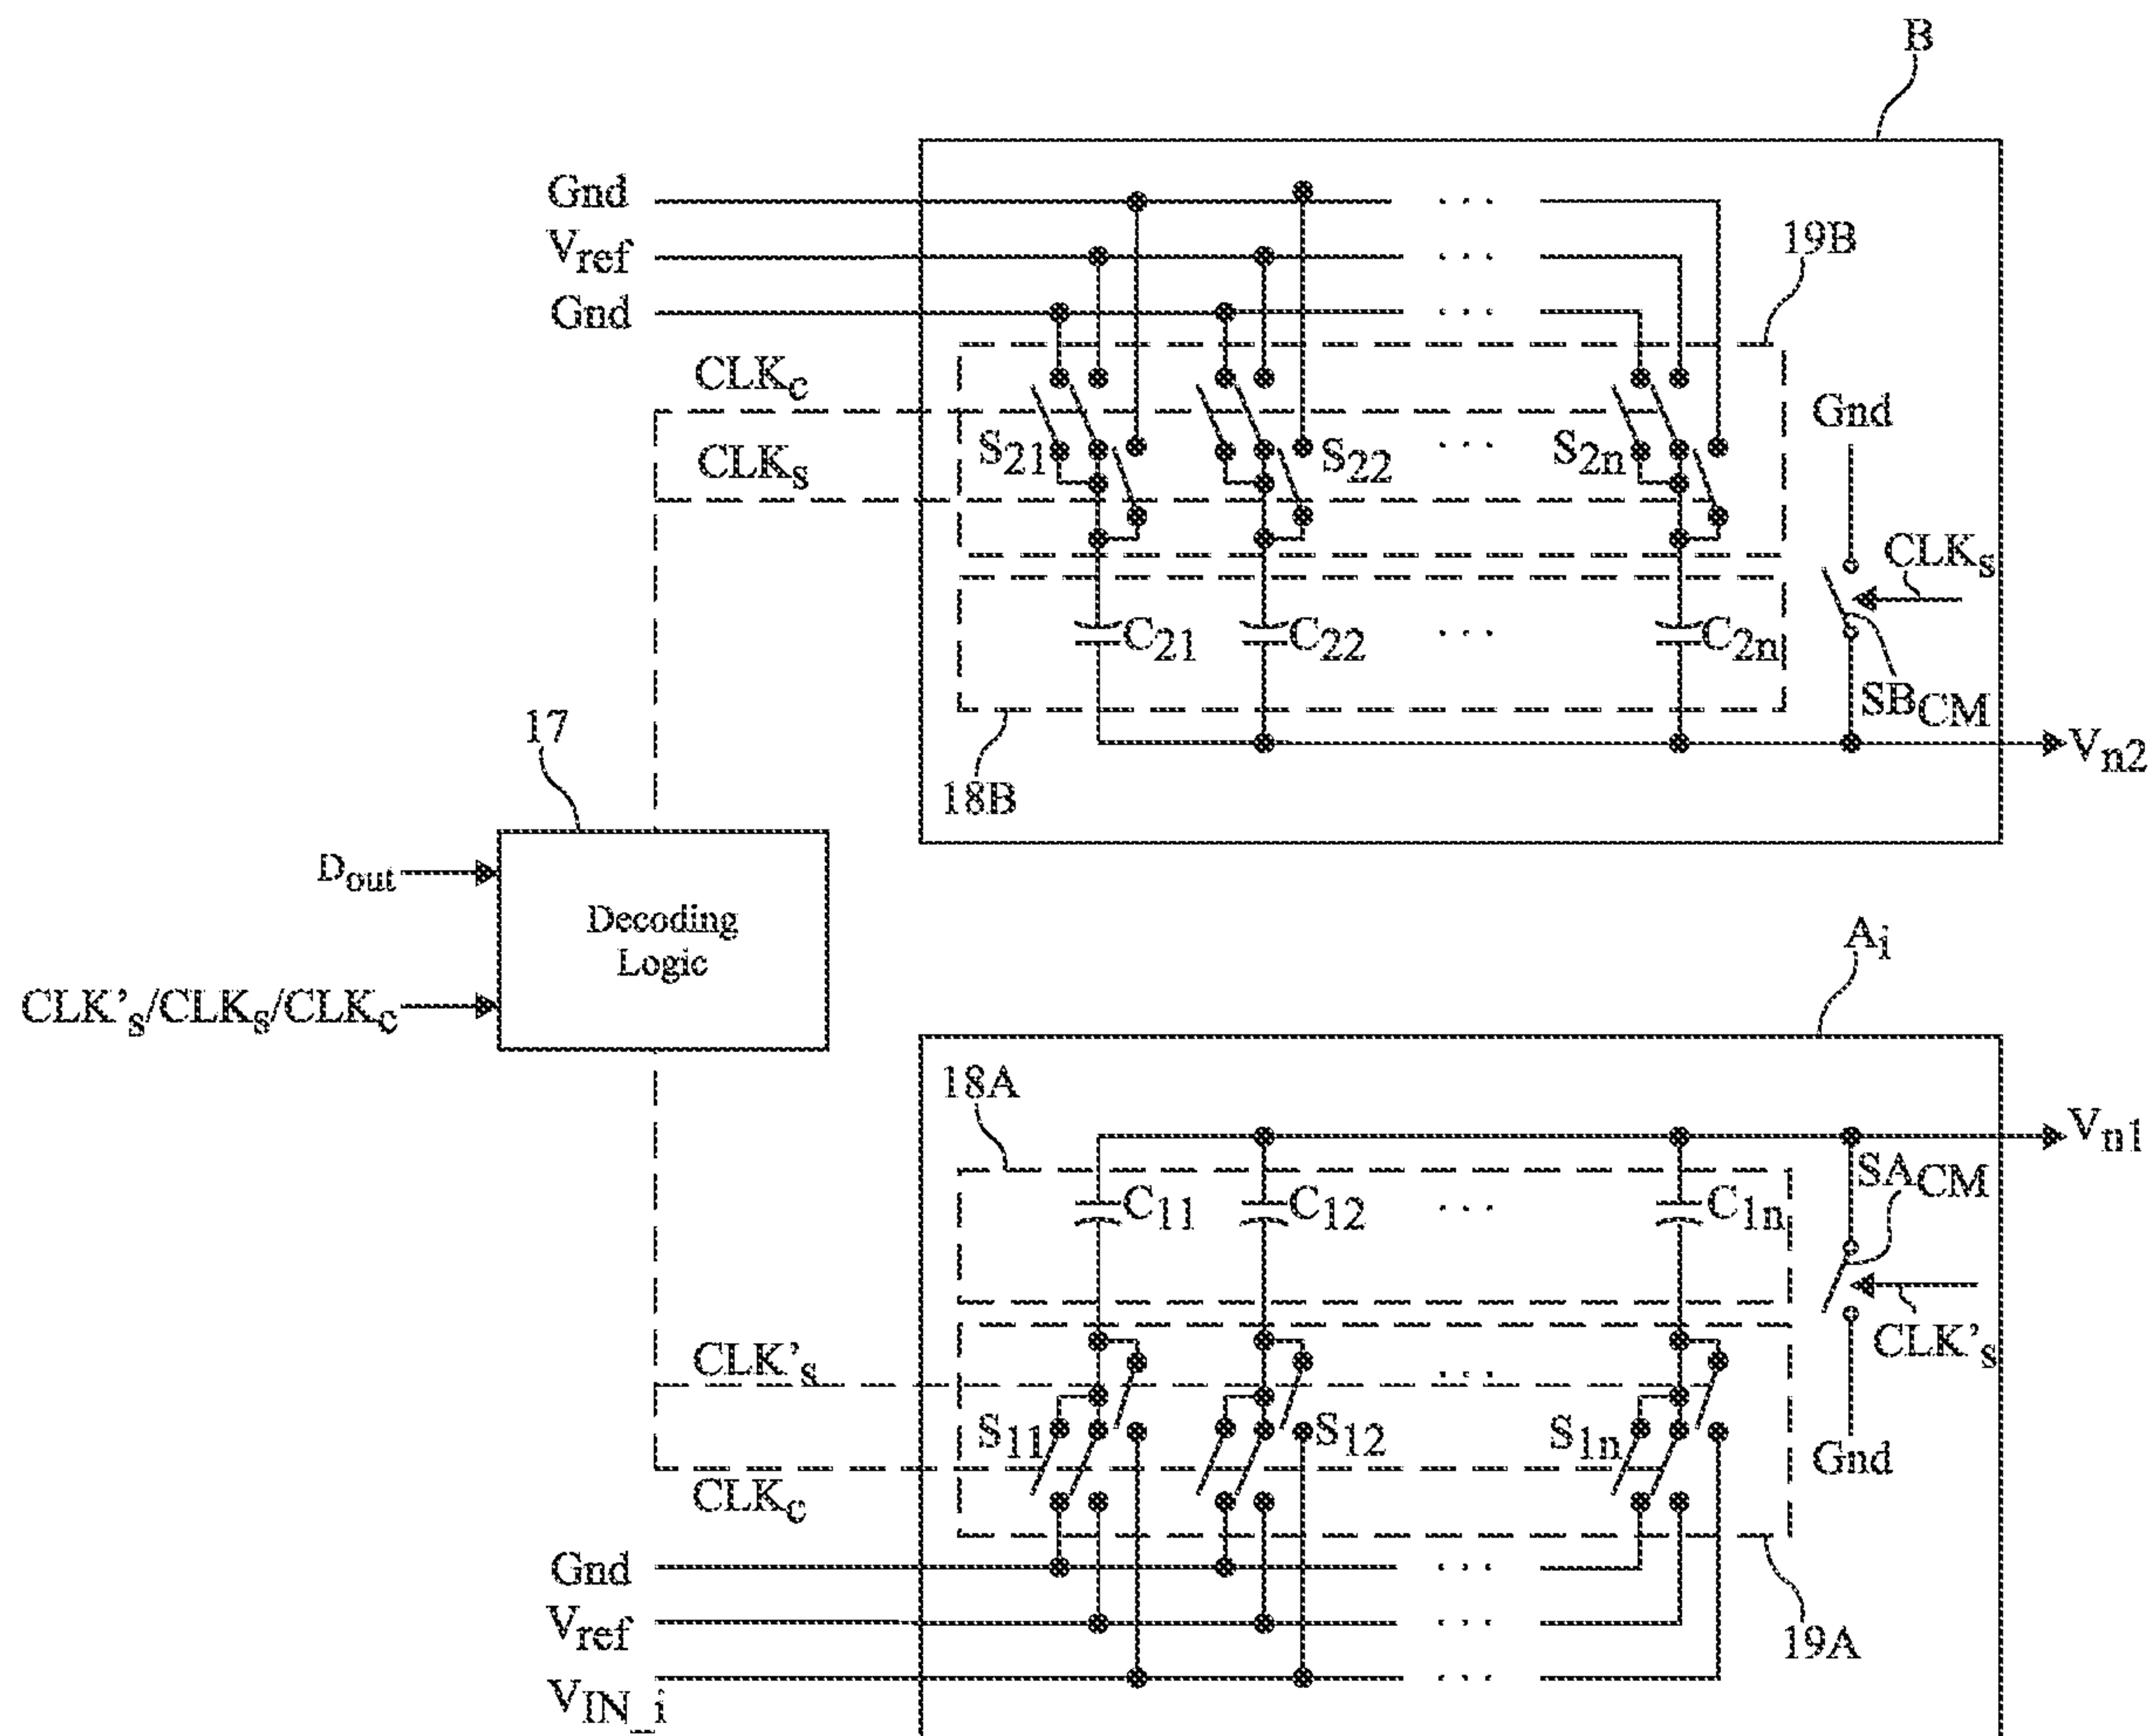 B
Gnd
Vref
Gnd
19B
CLKc
Gnd
S21
S22
. . .
S2n
CLKs
CLKs
C21
C22
. . .
C2n
SBCM
17
18B
Vn2
Dout
Decoding
Logic
Ai
CLK's/CLKs/CLKc
18A
Vn1
SACM
C11
C12
. . .
C1n
CLK's
CLK's
. . .
S11
S12
S1n
Gnd
CLKc
Gnd
Vref
19A
VIN_i